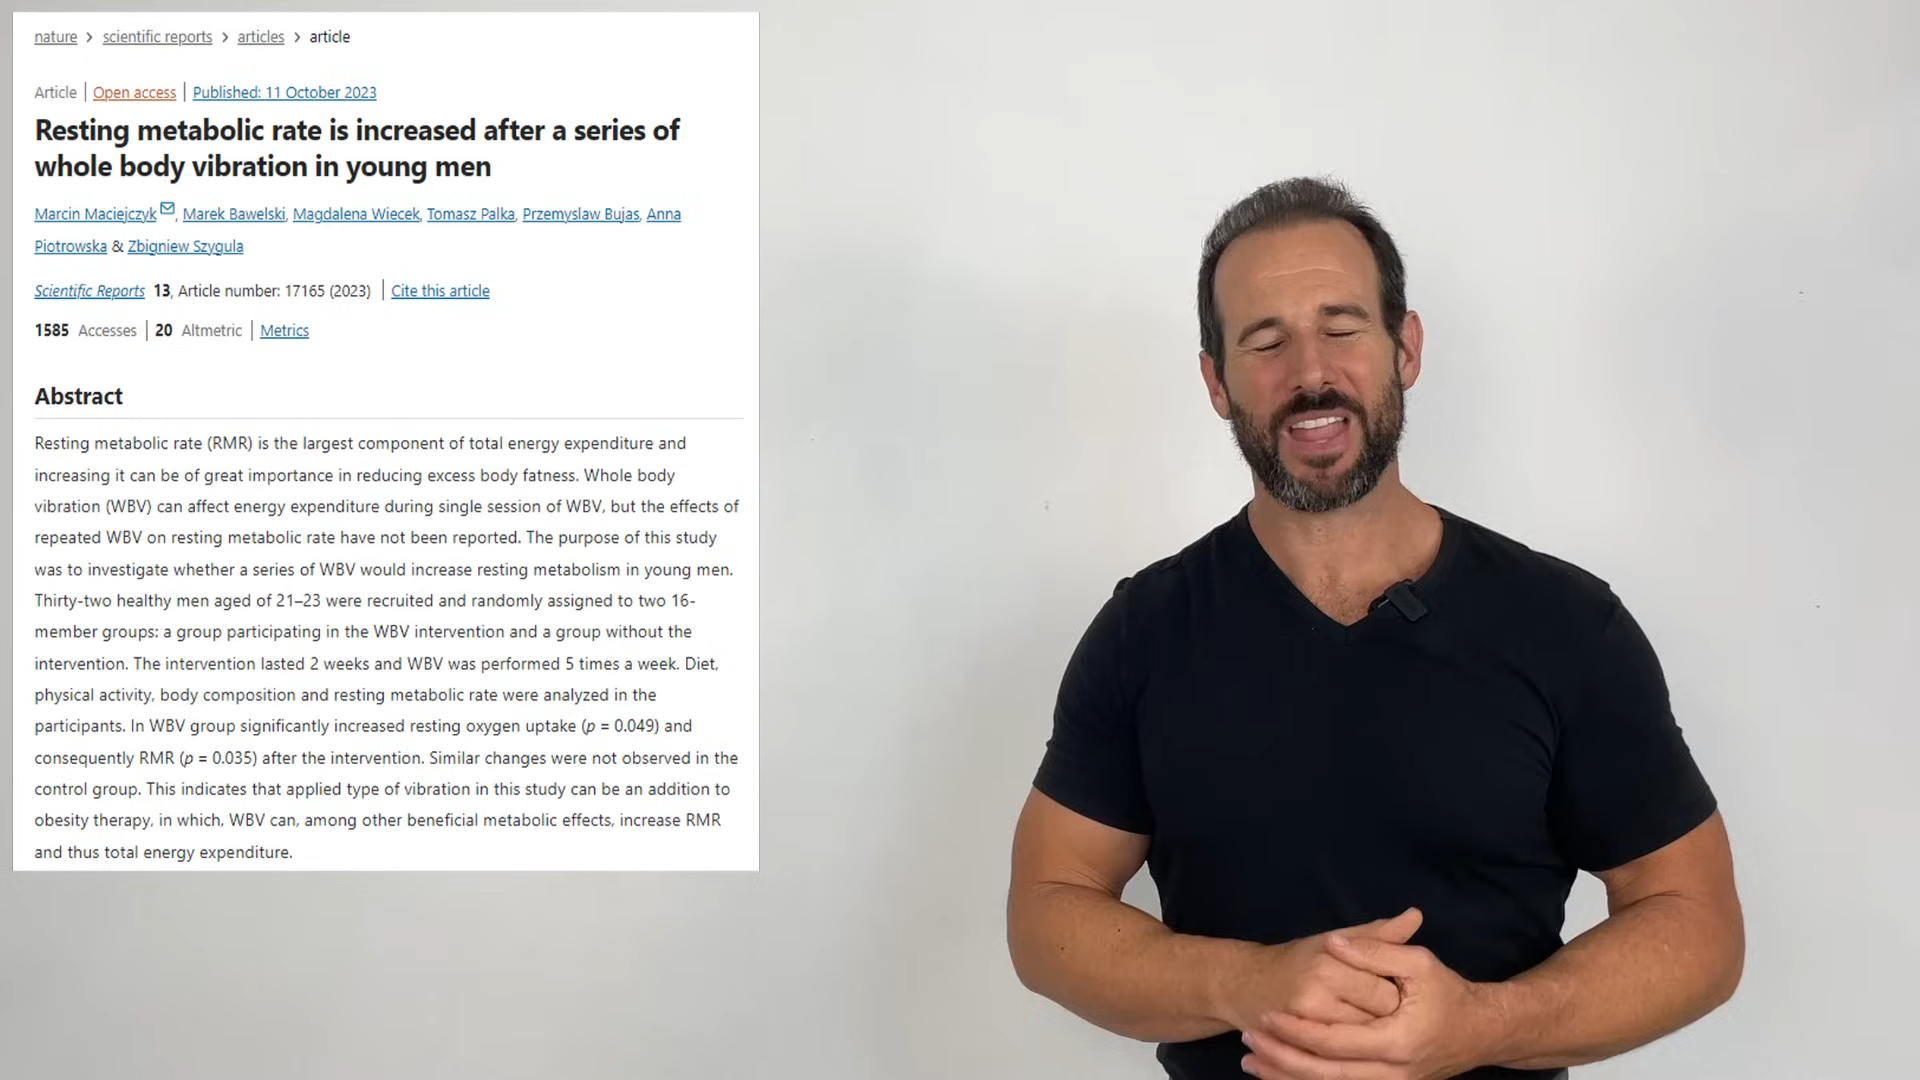 nature > scientific reports > articles > article
Article | Open access | Published: 11 October 2023
Resting metabolic rate is increased after a series of
whole body vibration in young men
Marcin Maciejczyk, Marek Bawelski, Magdalena Wiecek, Tomasz Palka, Przemyslaw Bujas, Anna
Piotrowska & Zbigniew Szygula
Scientific Reports 13, Article number: 17165 (2023) | Cite this article
1585 Accesses | 20 Altmetric | Metrics
Abstract
Resting metabolic rate (RMR) is the largest component of total energy expenditure and
increasing it can be of great importance in reducing excess body fatness. Whole body
vibration (WBV) can affect energy expenditure during single session of WBV, but the effects of
repeated WBV on resting metabolic rate have not been reported. The purpose of this study
was to investigate whether a series of WBV would increase resting metabolism in young men.
Thirty-two healthy men aged of 21–23 were recruited and randomly assigned to two 16-
member groups: a group participating in the WBV intervention and a group without the
intervention. The intervention lasted 2 weeks and WBV was performed 5 times a week. Diet,
physical activity, body composition and resting metabolic rate were analyzed in the
participants. In WBV group significantly increased resting oxygen uptake (p = 0.049) and
consequently RMR (p = 0.035) after the intervention. Similar changes were not observed in the
control group. This indicates that applied type of vibration in this study can be an addition to
obesity therapy, in which, WBV can, among other beneficial metabolic effects, increase RMR
and thus total energy expenditure.